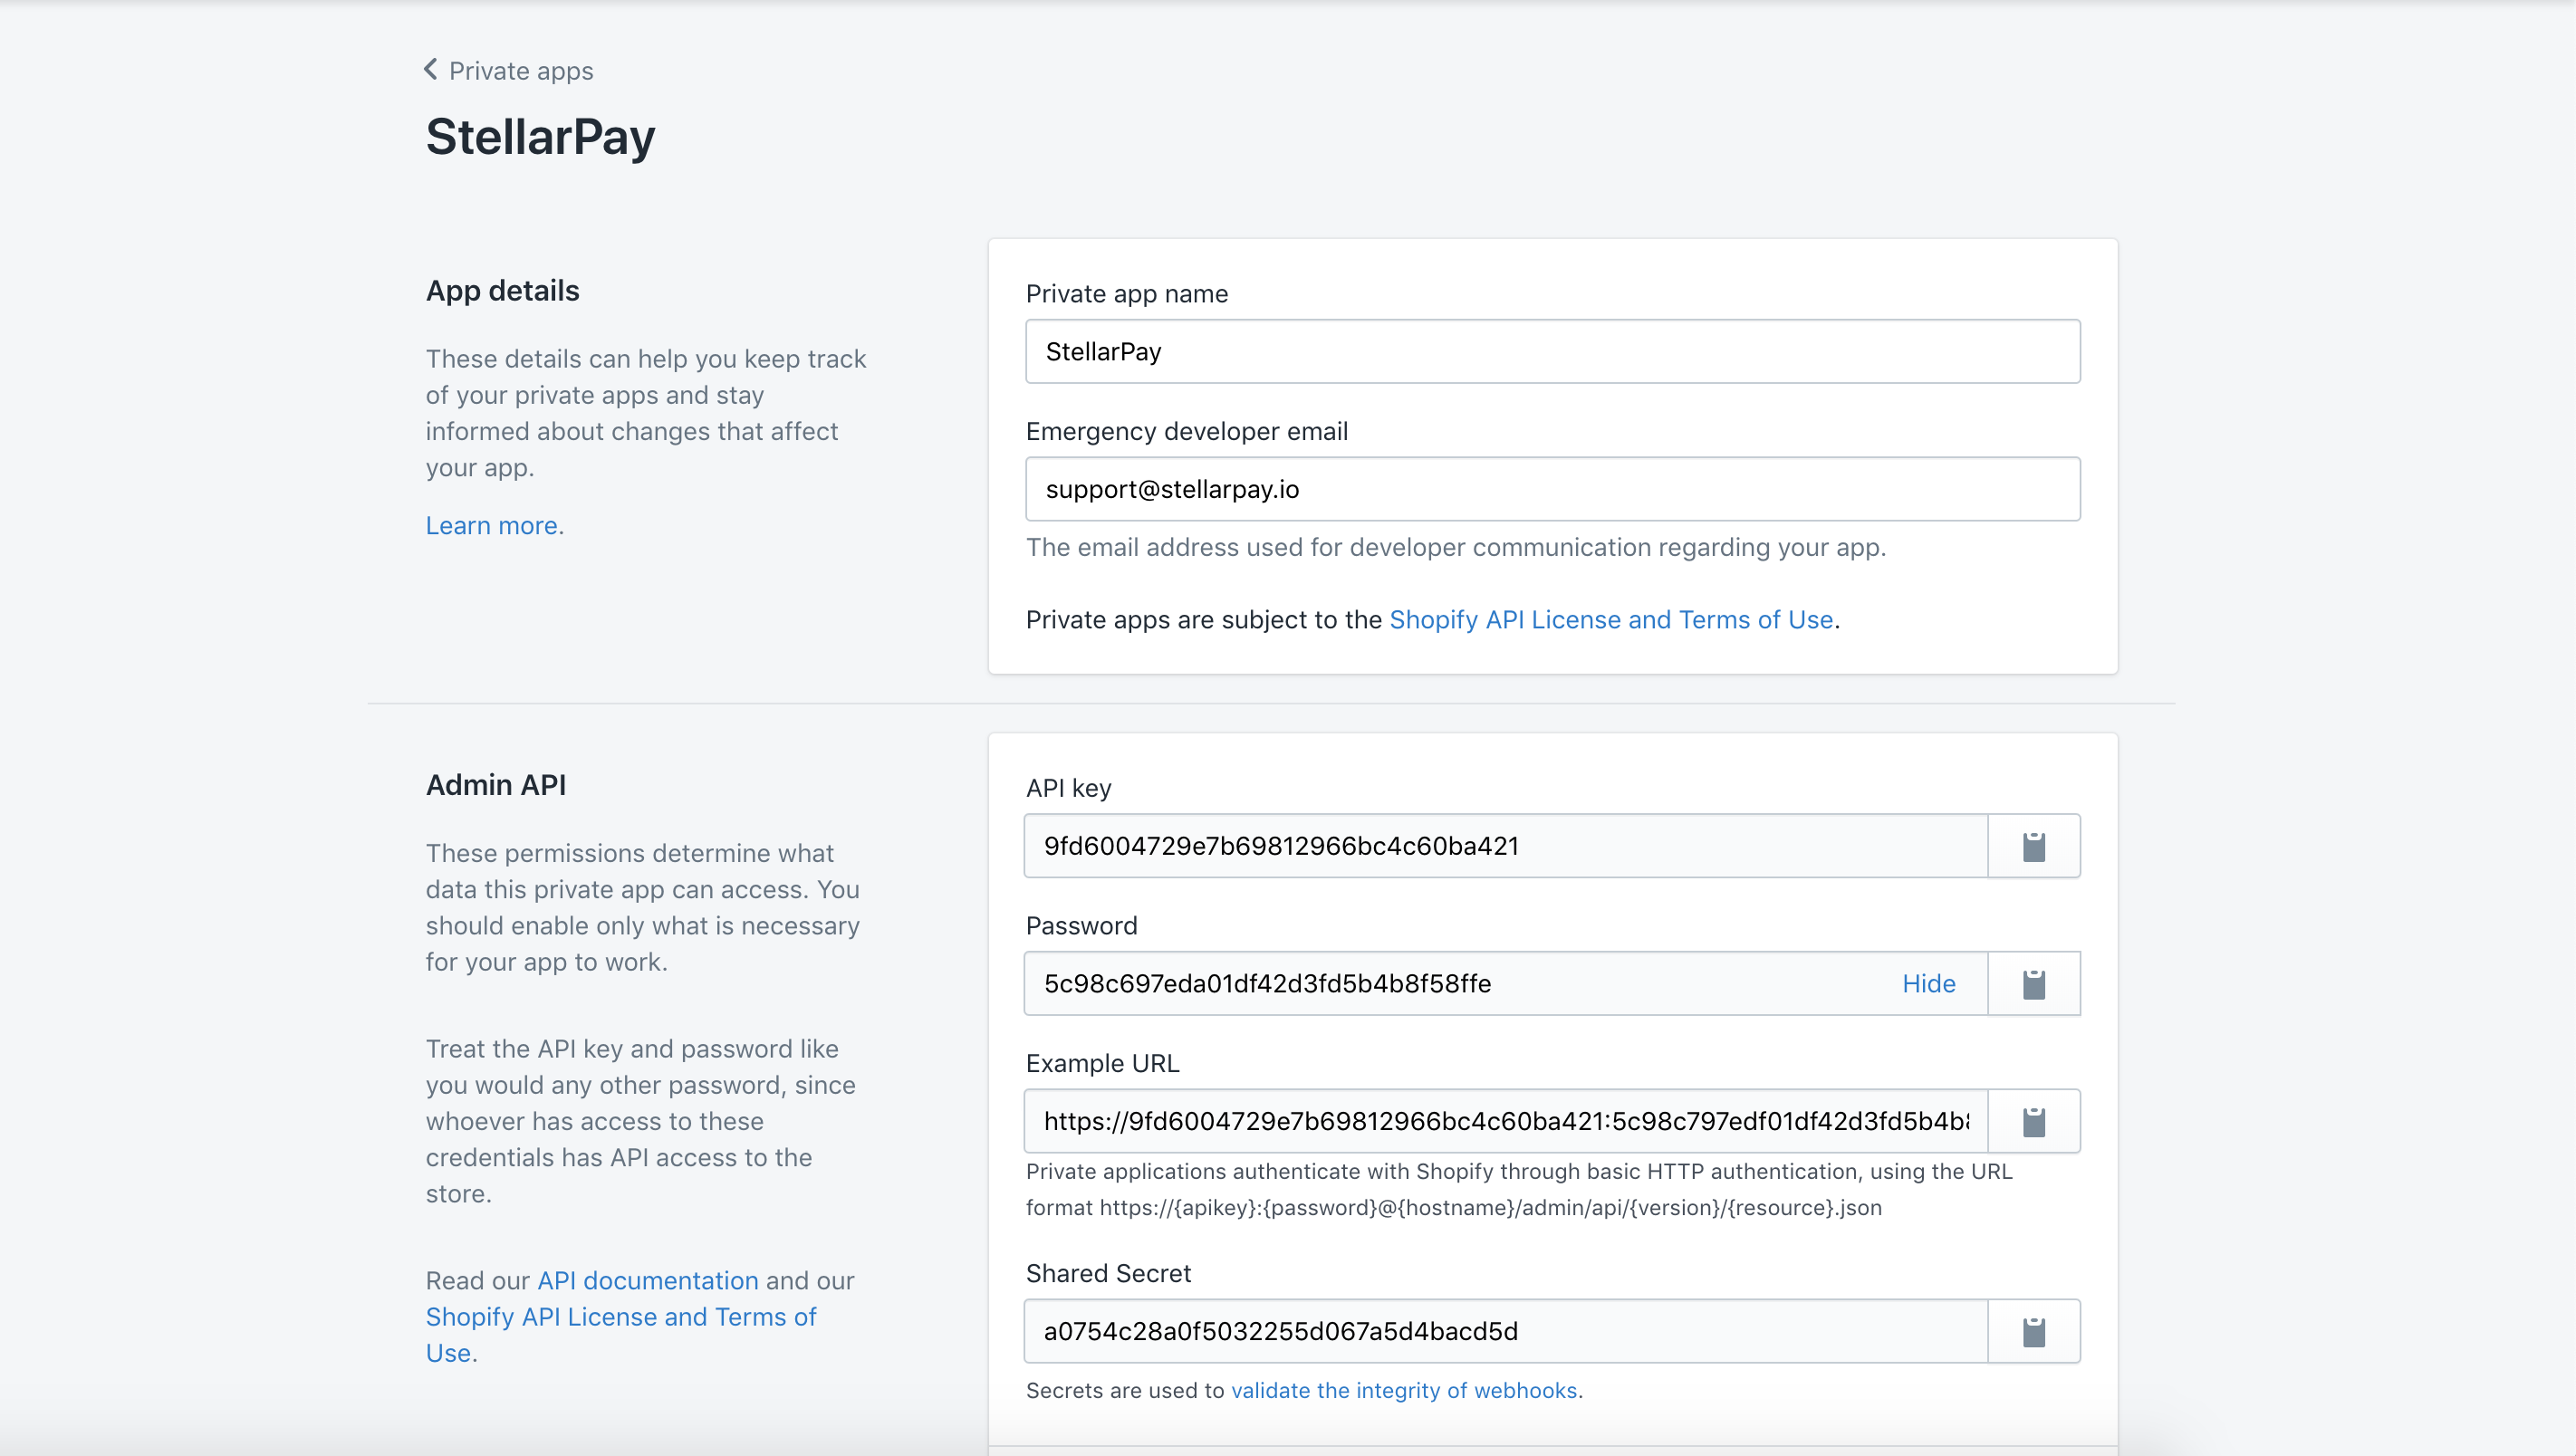 Private apps
StellarPay
App details
These details can help you keep track
of your private apps and stay
informed about changes that affect
your app.
Learn more.
Private app name
StellarPay
Emergency developer email
support@stellarpay.io
The email address used for developer communication regarding your app.
Private apps are subject to the Shopify API License and Terms of Use.
Admin API
These permissions determine what
data this private app can access. You
should enable only what is necessary
for your app to work.
Treat the API key and password like
you would any other password, since
whoever has access to these
credentials has API access to the
store.
Read our API documentation and our
Shopify API License and Terms of
Use.
API key
9fd6004729e7b69812966bc4c60ba421
Password
5c98c697eda01df42d3fd5b4b8f58ffe
Hide
Example URL
https://9fd6004729e7b69812966bc4c60ba421:5c98c797edf01df42d3fd5b4b
Private applications authenticate with Shopify through basic HTTP authentication, using the URL
format https://{apikey}:{password}@{hostname}/admin/api/{version}/{resource}.json
Shared Secret
a0754c28a0f5032255d067a5d4bacd5d
Secrets are used to validate the integrity of webhooks.